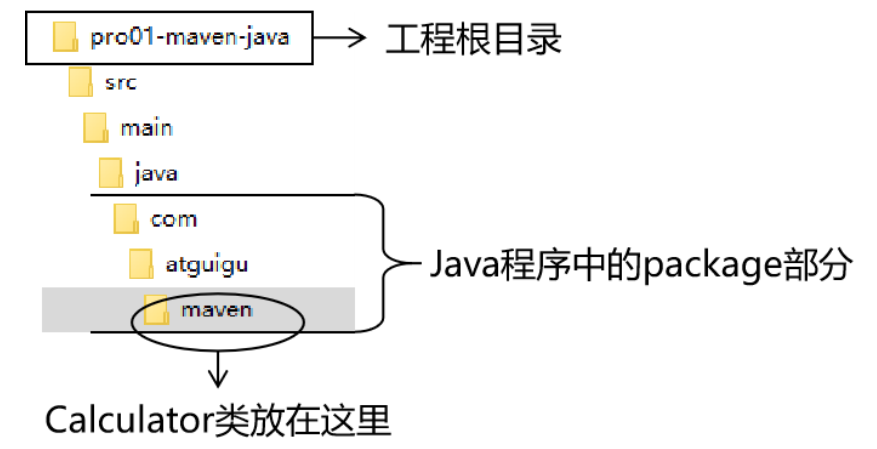 pro01-maven-java 工程根目录
src
main
java
com
atguigu Java程序中的package部分
maven
Calculator类放在这里